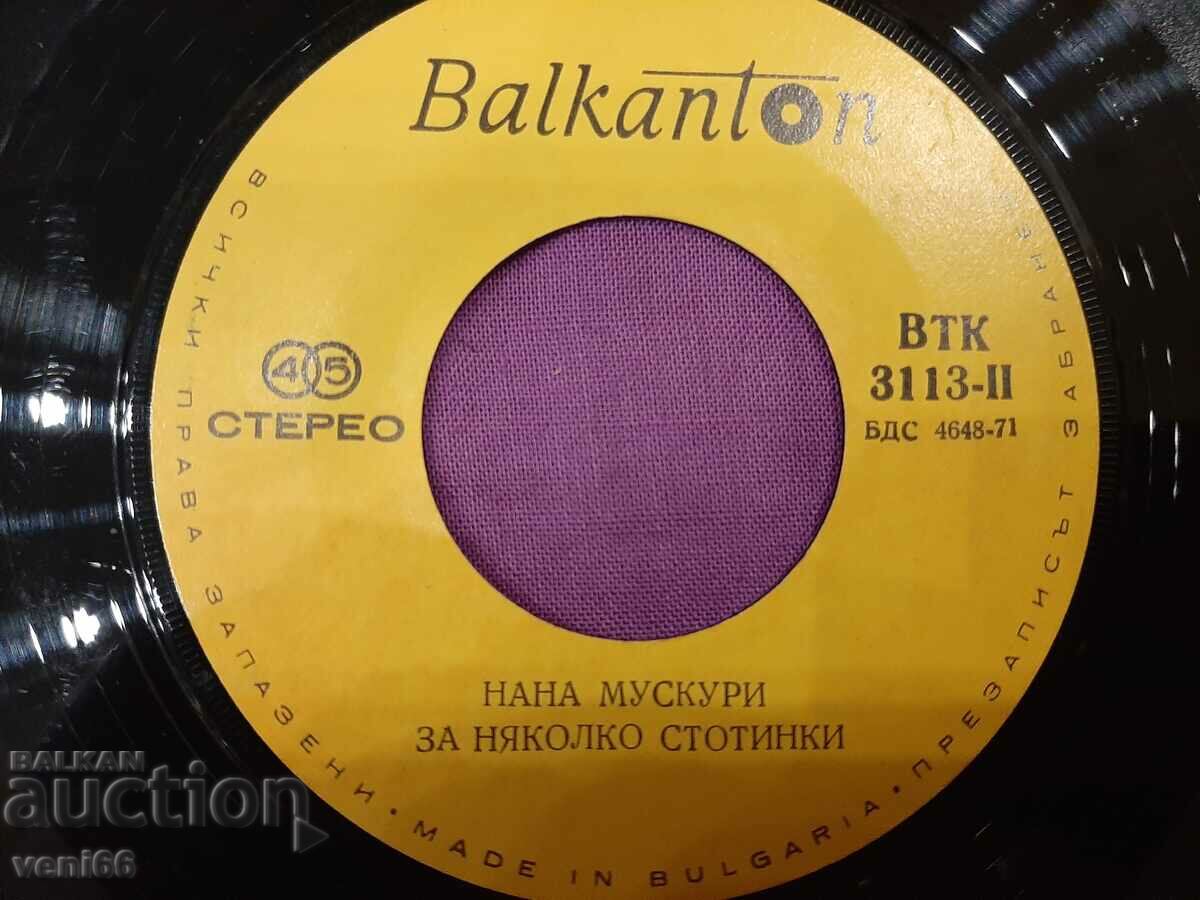 Balkanton
ВТК
3113-II
БДС 4648-71
45
СТЕРЕО
НАНА МУСКУРИ
ЗА НЯКОЛКО СТОТИНКИ
ВСИЧКИ ПРАВА ЗАПАЗЕНИ • MADE IN BULGARIA • ПРЕЗАПИСЪТ ЗАБРАНЕН
BALKAN
auction
veni66